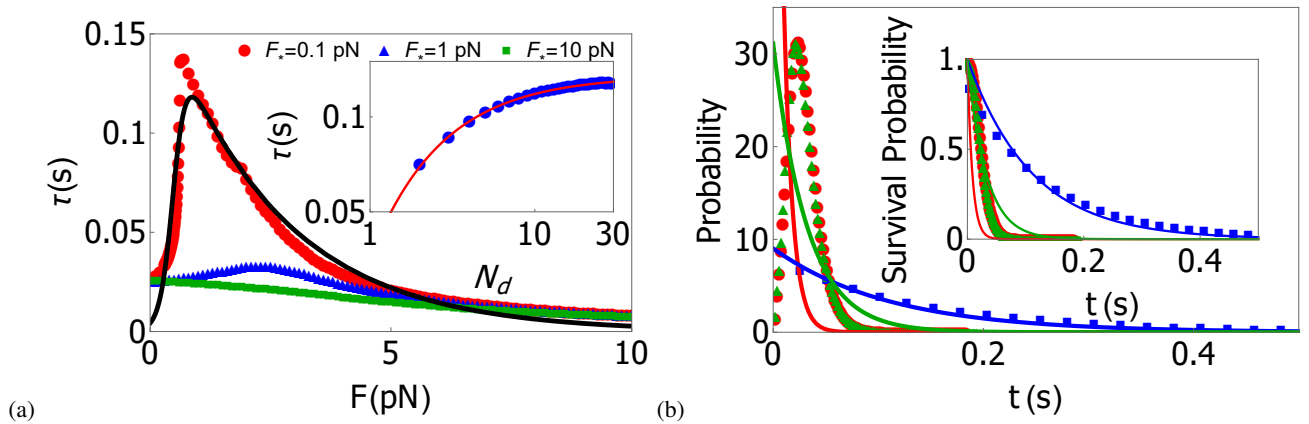 0.15
0.10
0.05
0
τ(s)
F*=0.1 pN F*=1 pN F*=10 pN
0.1
0.05
τ(s)
1 10 30
N_d
0 5 10
F(pN)
(a)
30
20
10
0
Probability
1
0.5
0
Survival Probability
0 0.2 0.4
t(s)
0 0.2 0.4
t(s)
(b)